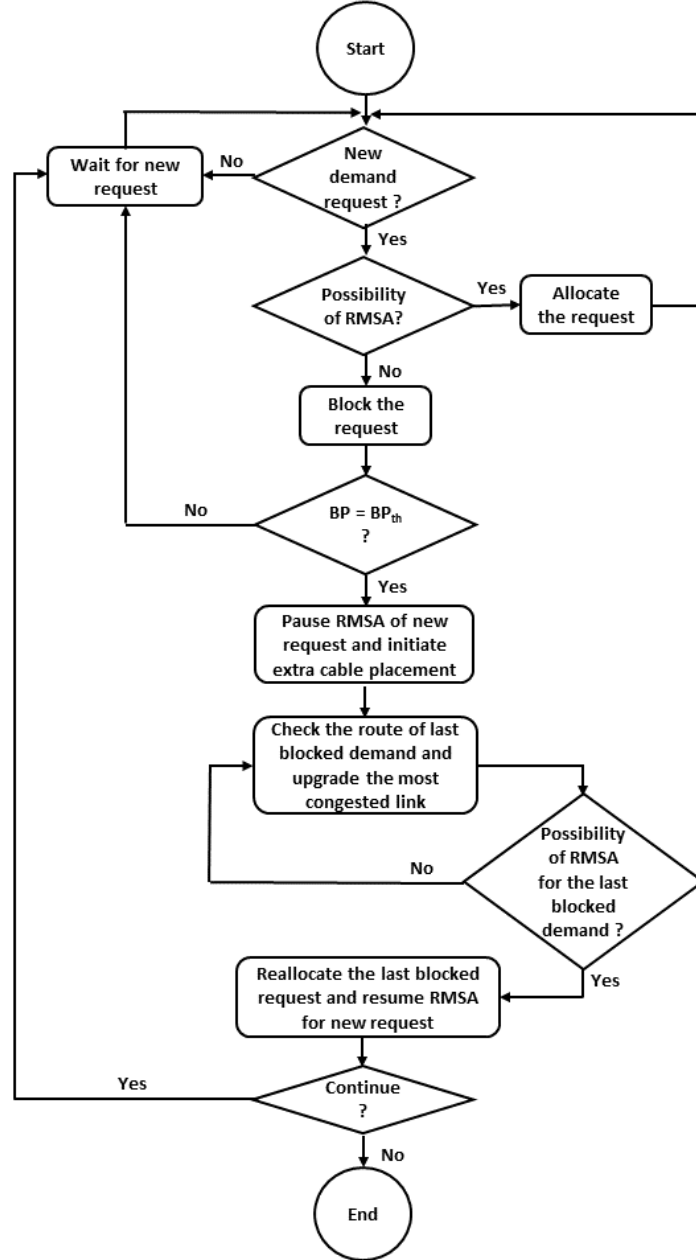 Start
New
demand
request ?
No
Wait for new
request
Yes
Possibility
of RMSA?
Yes
Allocate
the request
No
Block the
request
BP = BPth
?
No
Yes
Pause RMSA of new
request and initiate
extra cable placement
Check the route of last
blocked demand and
upgrade the most
congested link
Possibility
of RMSA
for the last
blocked
demand ?
No
Yes
Reallocate the last blocked
request and resume RMSA
for new request
Continue
?
Yes
No
End